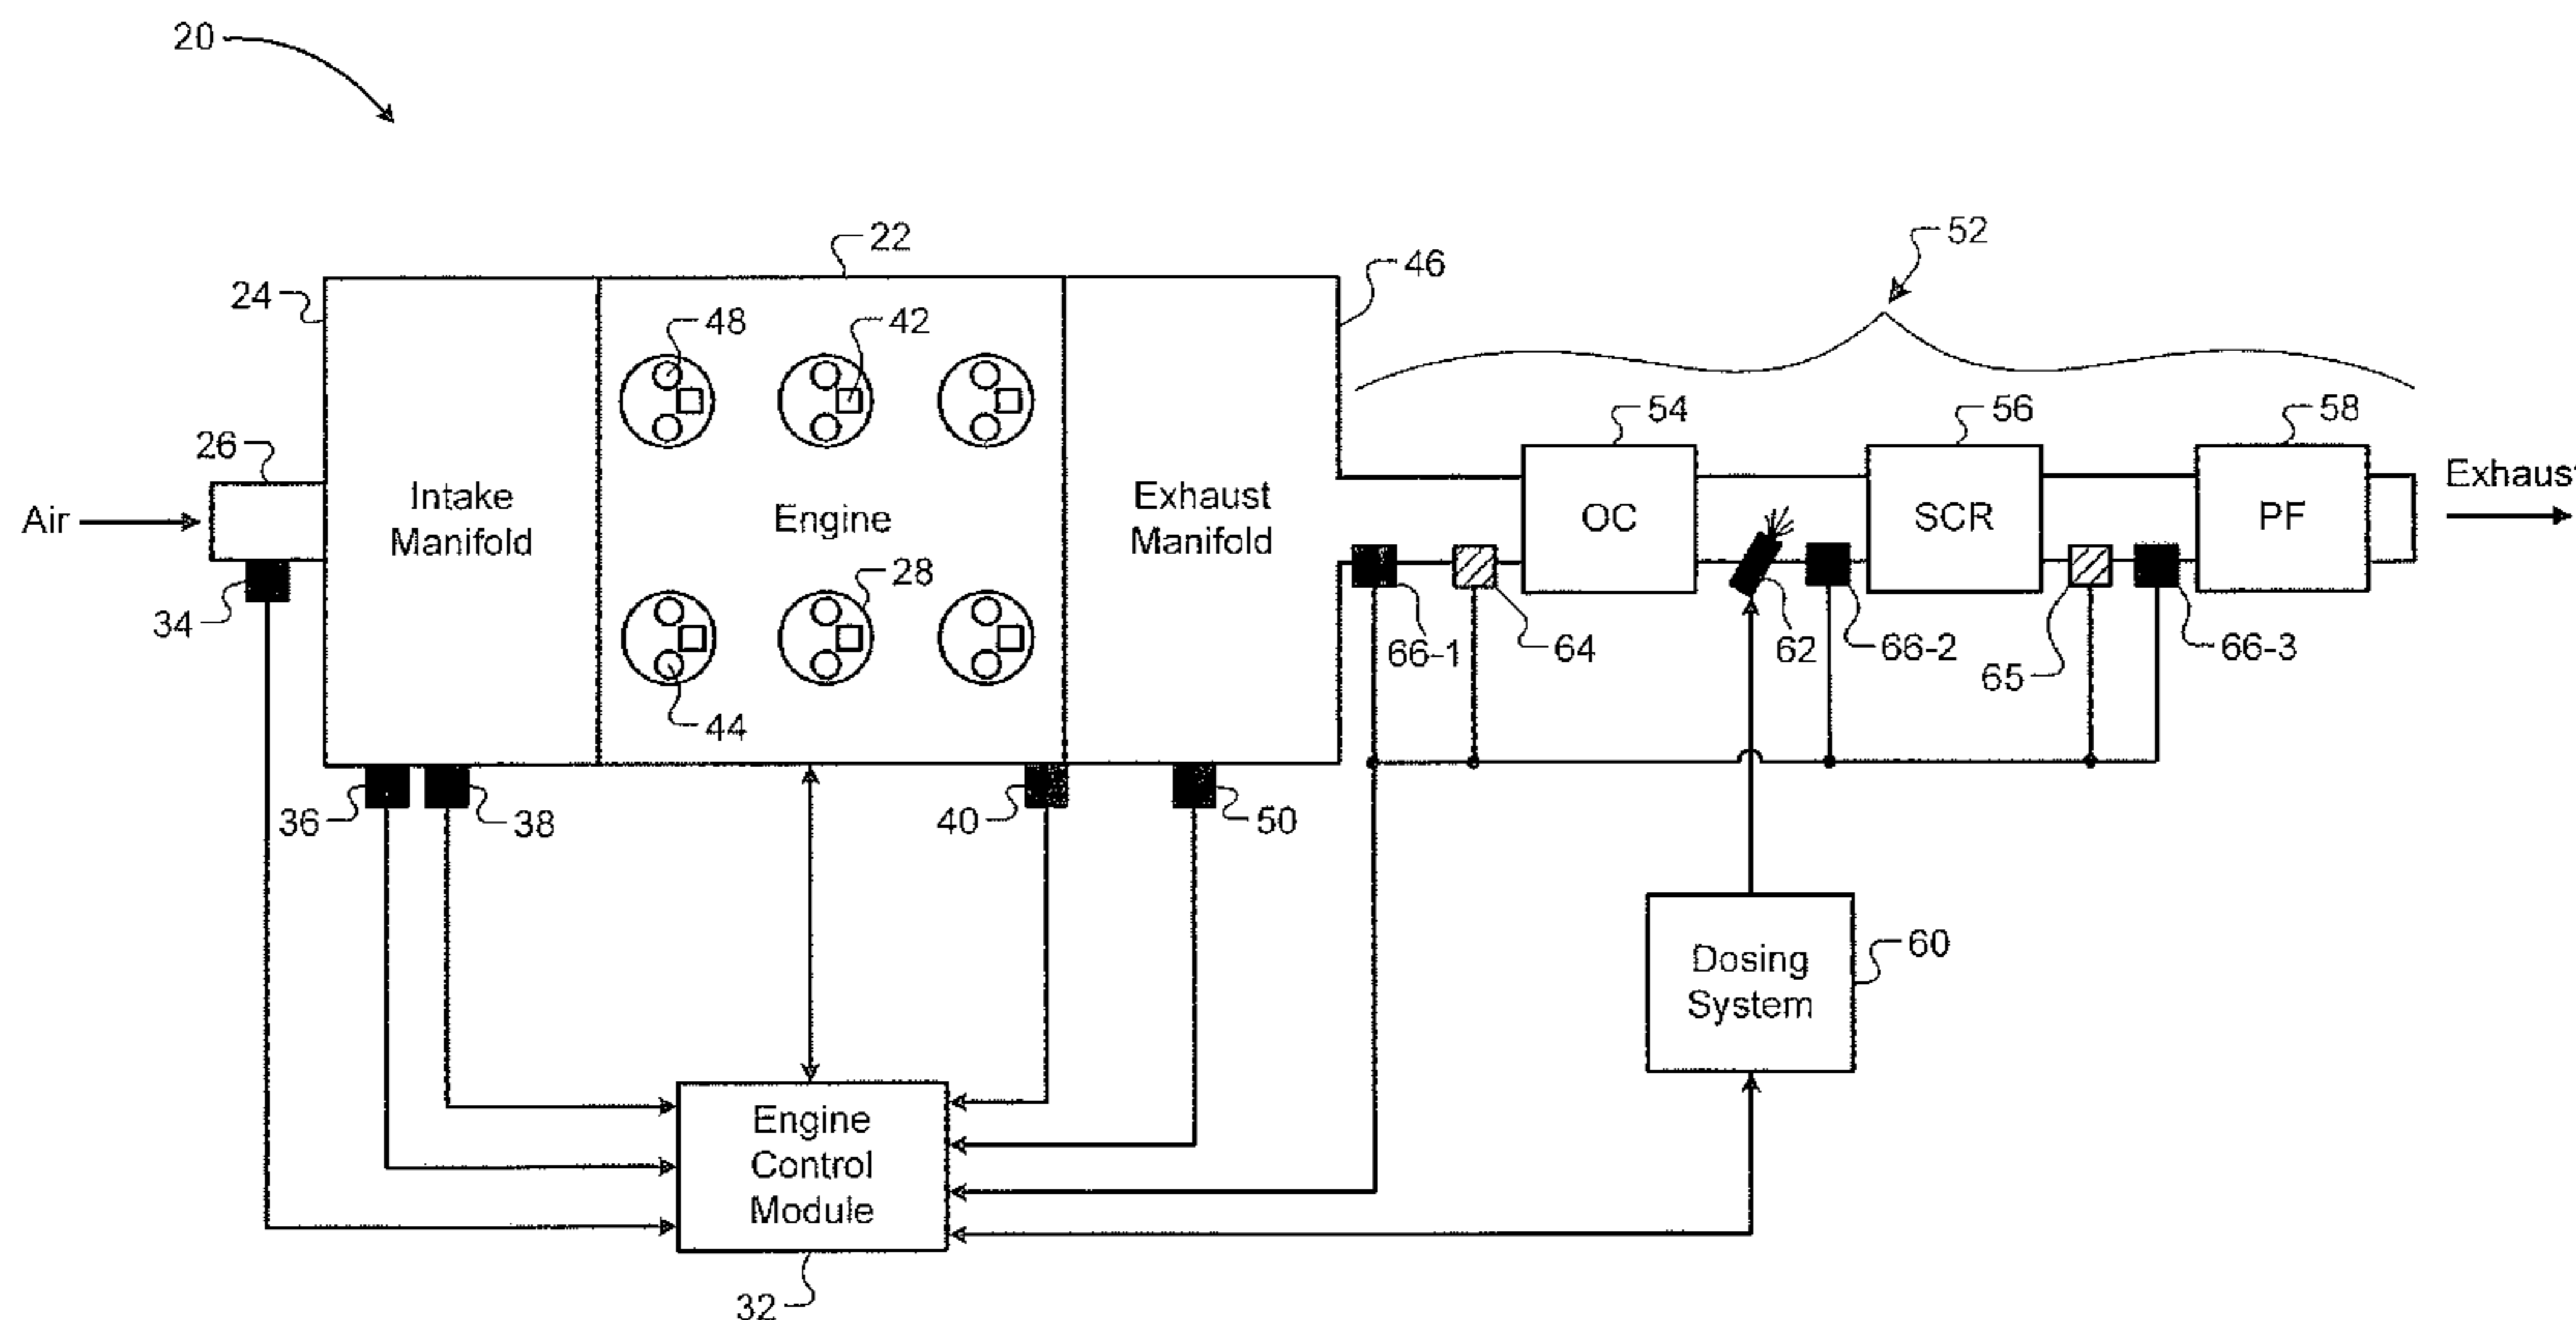 20
22
52
24
46
48
42
54
56
58
26
Air
Intake
Manifold
Engine
Exhaust
Manifold
OC
SCR
PF
Exhaust
28
34
44
66-1
64
62
66-2
65
66-3
36
38
40
50
Dosing
System
60
Engine
Control
Module
32